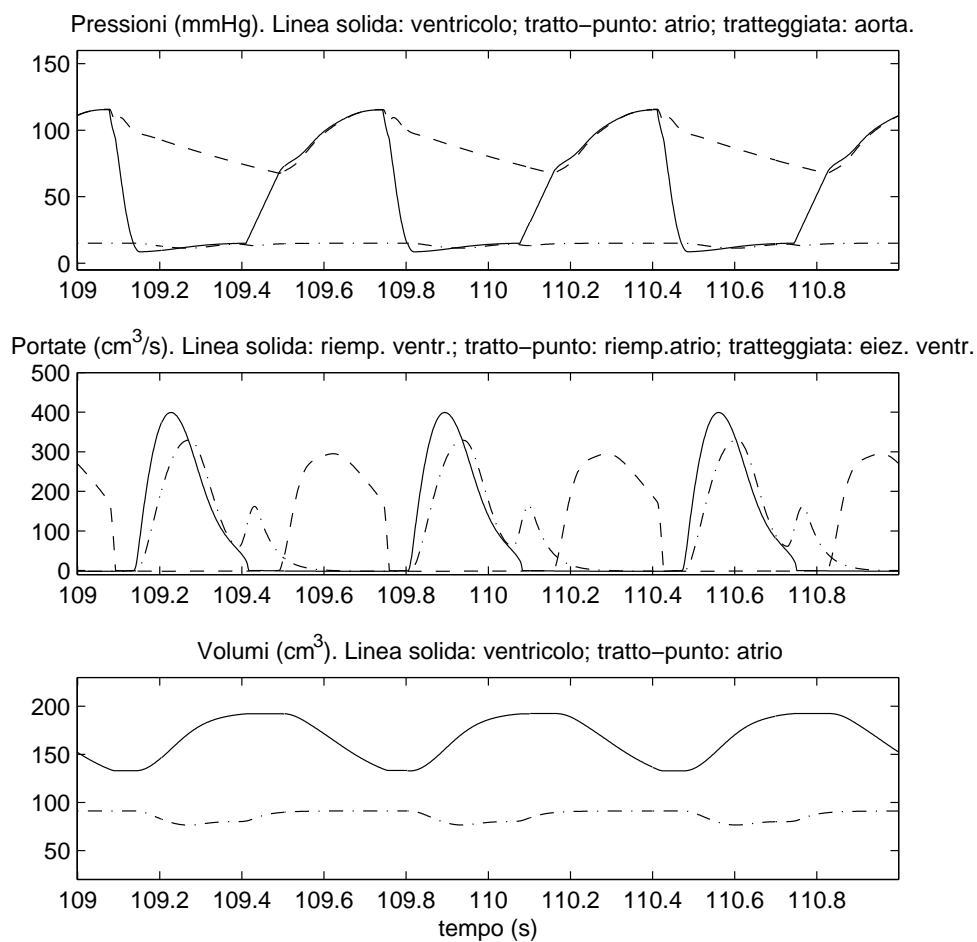 Pressioni (mmHg). Linea solida: ventricolo; tratto−punto: atrio; tratteggiata: aorta.
150
100
50
0
109 109.2 109.4 109.6 109.8 110 110.2 110.4 110.6 110.8
Portate (cm³/s). Linea solida: riemp. ventr.; tratto−punto: riemp.atrio; tratteggiata: eiez. ventr.
500
400
300
200
100
0
109 109.2 109.4 109.6 109.8 110 110.2 110.4 110.6 110.8
Volumi (cm³). Linea solida: ventricolo; tratto−punto: atrio
200
150
100
50
109 109.2 109.4 109.6 109.8 110 110.2 110.4 110.6 110.8
tempo (s)